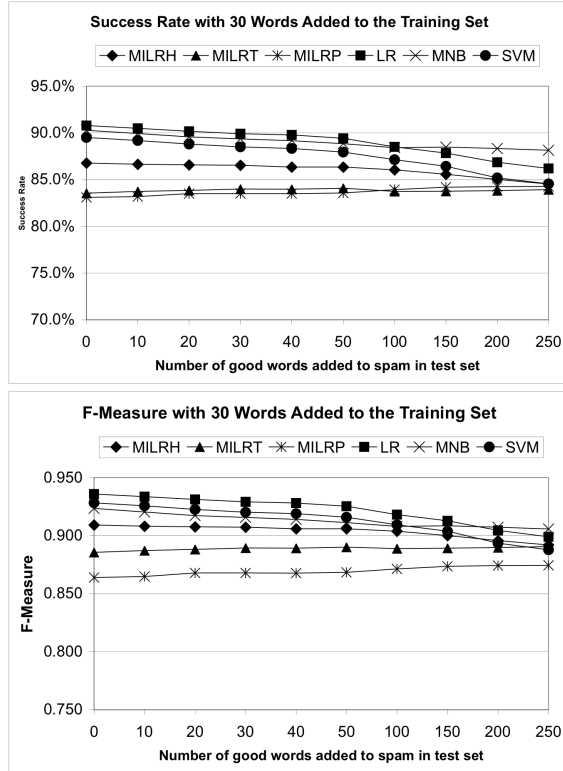 Success Rate with 30 Words Added to the Training Set
MILRH MILRT MILRP LR MNB SVM
95.0%
90.0%
85.0%
80.0%
75.0%
70.0%
Success Rate
0 10 20 30 40 50 100 150 200 250
Number of good words added to spam in test set
F-Measure with 30 Words Added to the Training Set
MILRH MILRT MILRP LR MNB SVM
0.950
0.900
0.850
0.800
0.750
F-Measure
0 10 20 30 40 50 100 150 200 250
Number of good words added to spam in test set